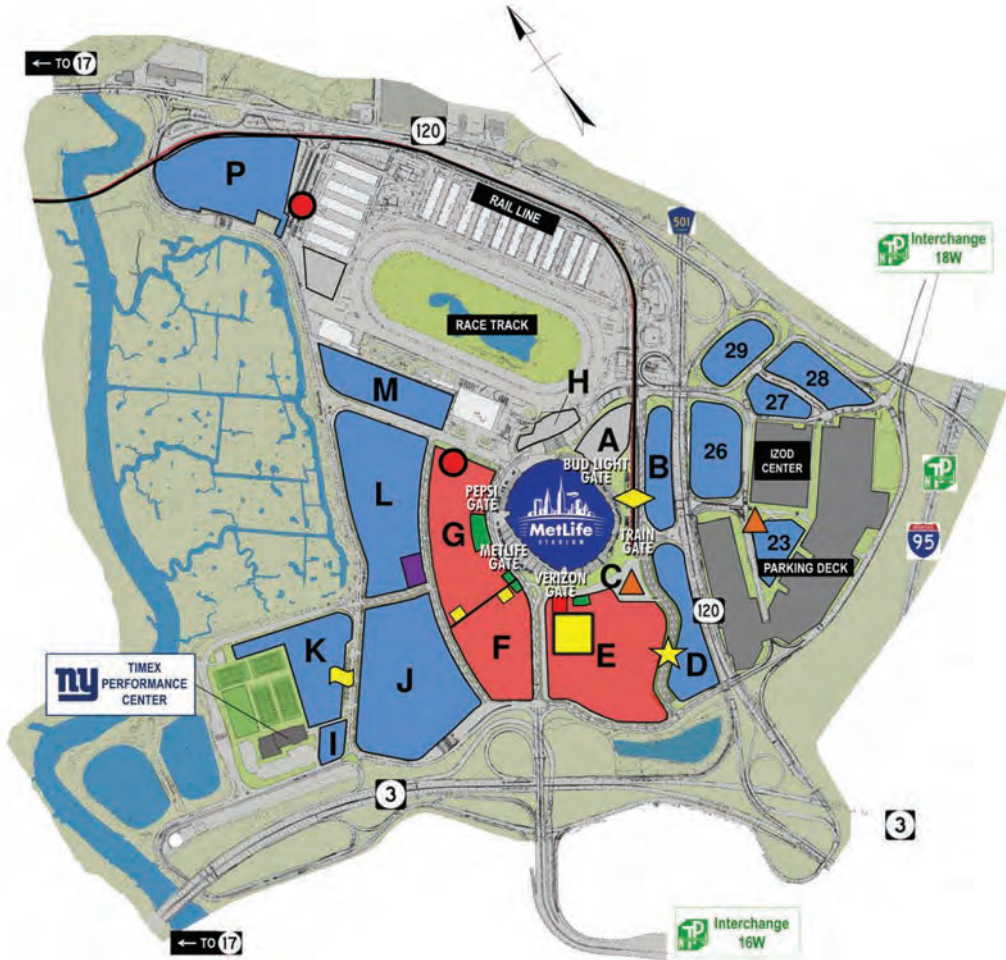 ← TO 17
120
P
RAIL LINE
501
Interchange
18W
RACE TRACK
29
28
H
M
27
A
B
26
IZOD
CENTER
BUD LIGHT
GATE
L
PEPSI
GATE
G
MetLife
STADIUM
95
METLIFE
GATE
TRAIN
GATE
23
C
PARKING DECK
VERIZON
GATE
120
K
F
E
D
ny
TIMEX
PERFORMANCE
CENTER
J
I
3
3
Interchange
16W
← TO 17